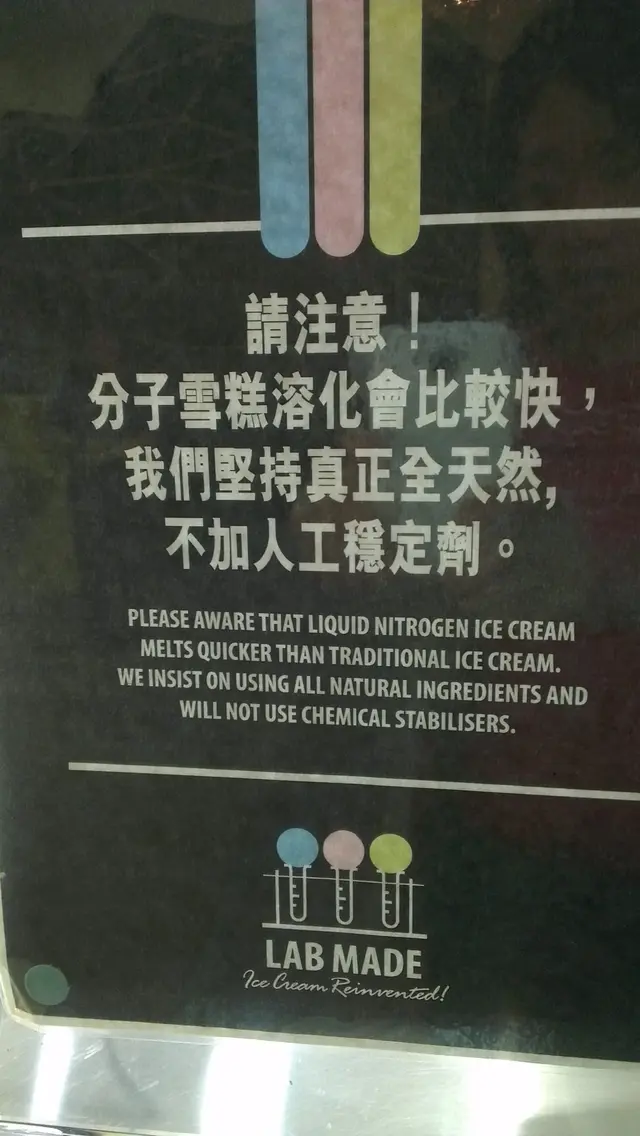 請注意！
分子雪糕溶化會比較快，
我們堅持真正全天然,
不加人工穩定劑。
PLEASE AWARE THAT LIQUID NITROGEN ICE CREAM
MELTS QUICKER THAN TRADITIONAL ICE CREAM.
WE INSIST ON USING ALL NATURAL INGREDIENTS AND
WILL NOT USE CHEMICAL STABILISERS.
LAB MADE
Ice Cream Reinvented!